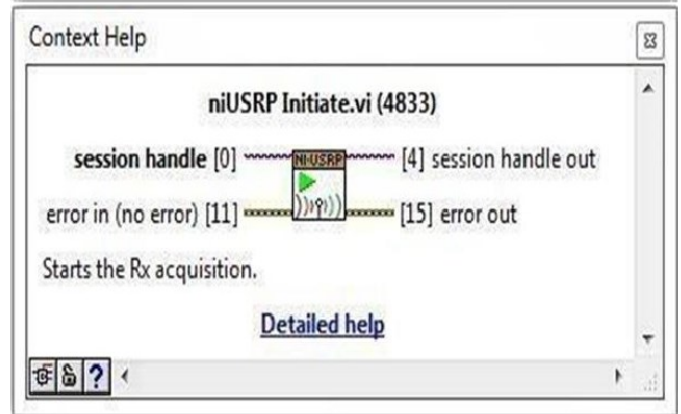 Context Help
niUSRP Initiate.vi (4833)
session handle [0] NI-USRP [4] session handle out
error in (no error) [11] [15] error out
Starts the Rx acquisition.
Detailed help
?